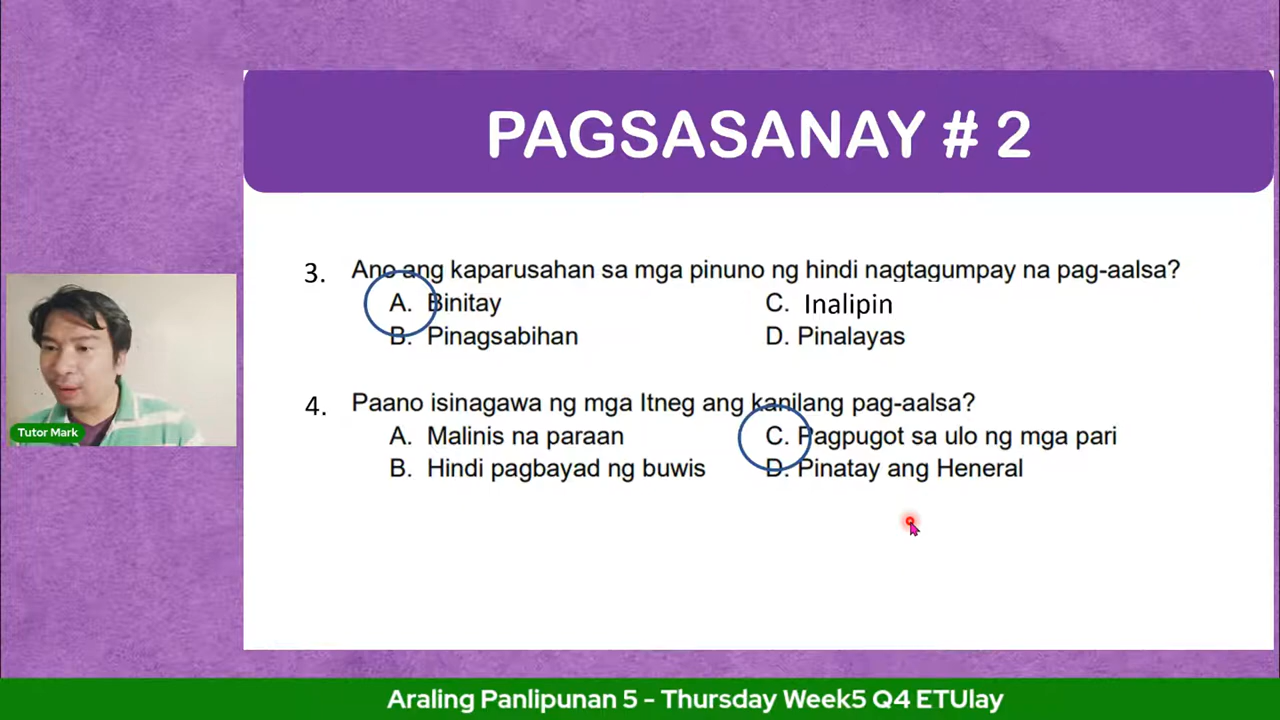 PAGSASANAY # 2
3. Ano ang kaparusahan sa mga pinuno ng hindi nagtagumpay na pag-aalsa?
A. Binitay C. Inalipin
B. Pinagsabihan D. Pinalayas
4. Paano isinagawa ng mga Itneg ang kanilang pag-aalsa?
A. Malinis na paraan C. Pagpugot sa ulo ng mga pari
B. Hindi pagbayad ng buwis D. Pinatay ang Heneral
Tutor Mark
Araling Panlipunan 5 - Thursday Week5 Q4 ETUlay